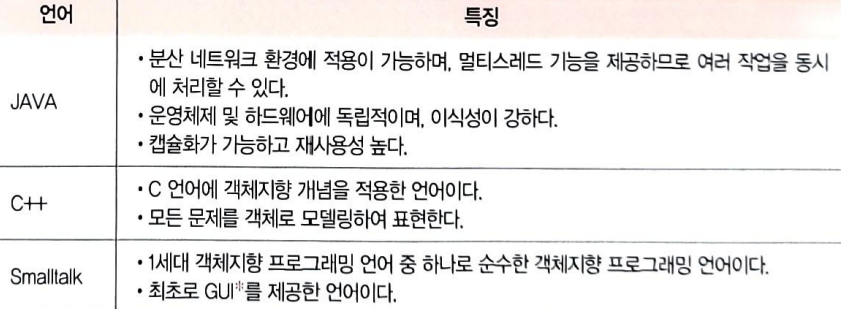 언어 특징
JAVA
• 분산 네트워크 환경에 적용이 가능하며, 멀티스레드 기능을 제공하므로 여러 작업을 동시
에 처리할 수 있다.
• 운영체제 및 하드웨어에 독립적이며, 이식성이 강하다.
• 캡슐화가 가능하고 재사용성 높다.
C++
• C 언어에 객체지향 개념을 적용한 언어이다.
• 모든 문제를 객체로 모델링하여 표현한다.
Smalltalk
• 1세대 객체지향 프로그래밍 언어 중 하나로 순수한 객체지향 프로그래밍 언어이다.
• 최초로 GUI※를 제공한 언어이다.